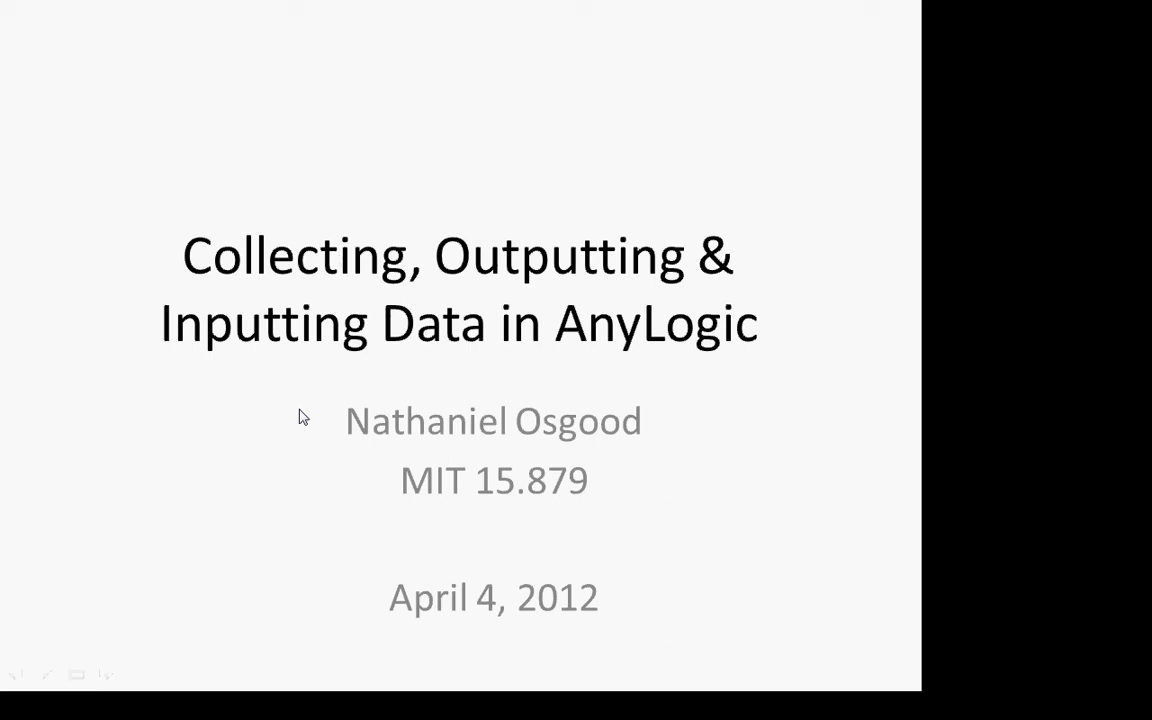 Collecting, Outputting &
Inputting Data in AnyLogic
Nathaniel Osgood
MIT 15.879
April 4, 2012